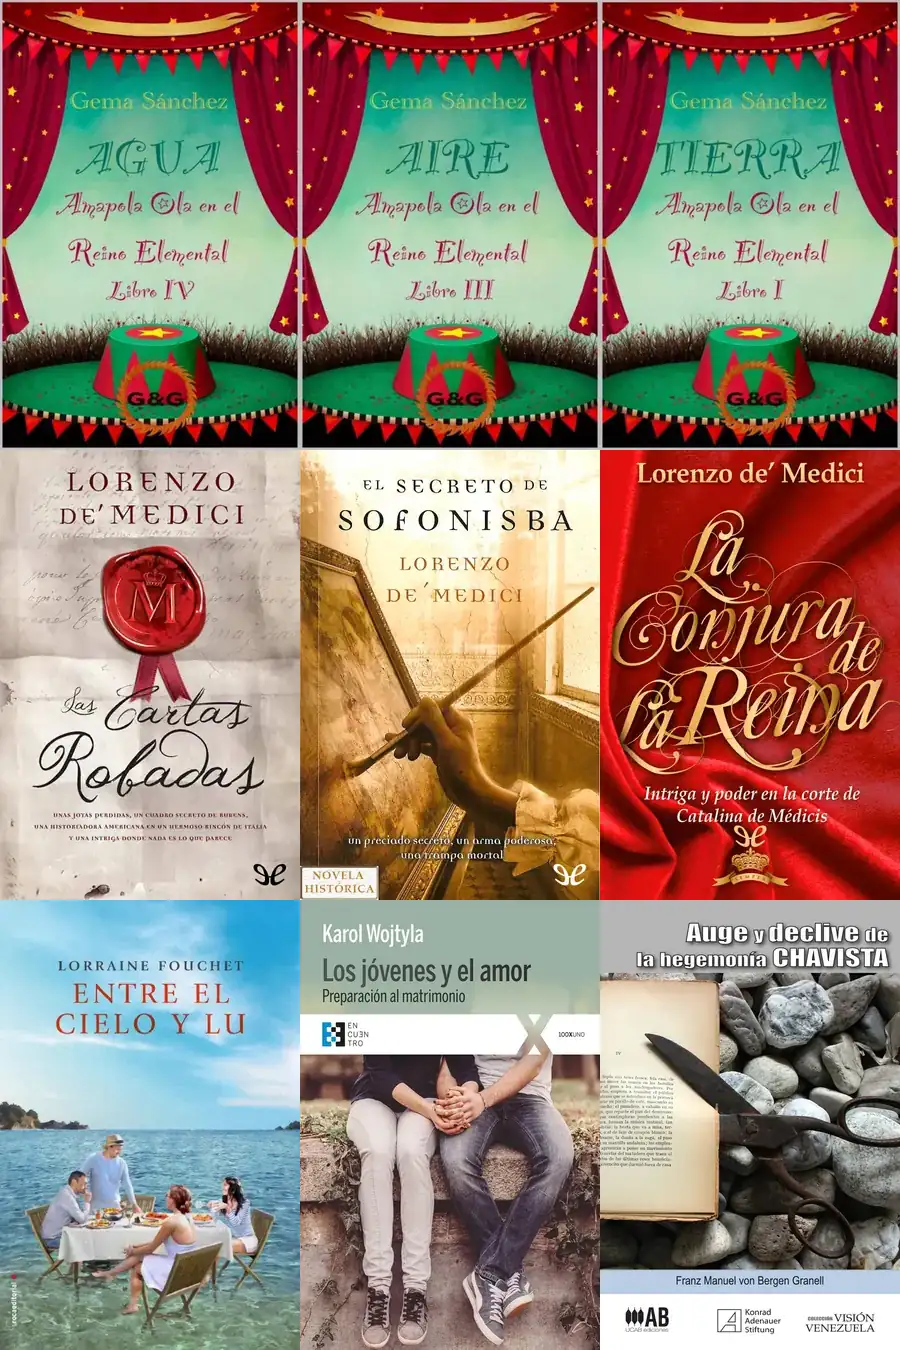 Gema Sánchez
AGUA
Amapola Ola en el
Reino Elemental
Libro IV
G&G
Gema Sánchez
AIRE
Amapola Ola en el
Reino Elemental
Libro III
G&G
Gema Sánchez
TIERRA
Amapola Ola en el
Reino Elemental
Libro I
G&G
LORENZO
DE' MEDICI
M
Las Cartas
Robadas
UNAS JOYAS PERDIDAS, UN CUADRO SECRETO DE RUBENS,
UNA HISTORIADORA AMERICANA EN UN HERMOSO RINCÓN DE ITALIA
Y UNA INTRIGA DONDE NADA ES LO QUE PARECE
EL SECRETO DE
SOFONISBA
LORENZO
DE´MEDICI
un preciado secreto, un arma poderosa,
una trampa mortal
NOVELA
HISTÓRICA
Lorenzo de' Medici
La
Conjura
de
La Reina
Intriga y poder en la corte de
Catalina de Médicis
LORRAINE FOUCHET
ENTRE EL
CIELO Y LU
rocaeditorial
Karol Wojtyla
Los jóvenes y el amor
Preparación al matrimonio
EN
CUEN
TRO
100XUNO
Auge y declive de
la hegemonía CHAVISTA
IV
Franz Manuel von Bergen Granell
AB
UCAB ediciones
Konrad
Adenauer
Stiftung
COLECCIÓN VISIÓN
VENEZUELA